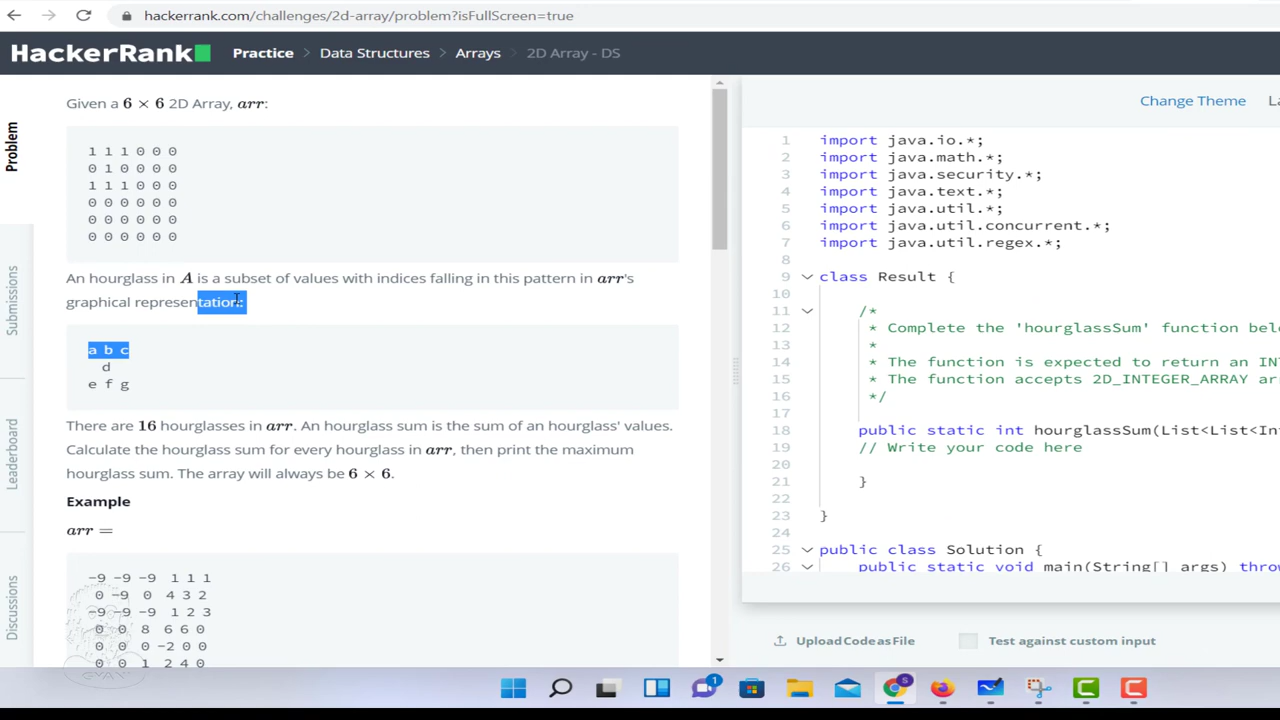 hackerrank.com/challenges/2d-array/problem?isFullScreen=true
HackerRank Practice > Data Structures > Arrays > 2D Array - DS
Problem
Submissions
Leaderboard
Discussions
Given a 6 × 6 2D Array, arr:
1 1 1 0 0 0
0 1 0 0 0 0
1 1 1 0 0 0
0 0 0 0 0 0
0 0 0 0 0 0
0 0 0 0 0 0
An hourglass in A is a subset of values with indices falling in this pattern in arr's
graphical representation:
a b c
d
e f g
There are 16 hourglasses in arr. An hourglass sum is the sum of an hourglass' values.
Calculate the hourglass sum for every hourglass in arr, then print the maximum
hourglass sum. The array will always be 6 × 6.
Example
arr =
-9 -9 -9 1 1 1
0 -9 0 4 3 2
-9 -9 -9 1 2 3
0 0 8 6 6 0
0 0 0 -2 0 0
0 0 1 2 4 0
Change Theme La
1 import java.io.*;
2 import java.math.*;
3 import java.security.*;
4 import java.text.*;
5 import java.util.*;
6 import java.util.concurrent.*;
7 import java.util.regex.*;
8
9 class Result {
10
11 /*
12 * Complete the 'hourglassSum' function belo
13 *
14 * The function is expected to return an INT
15 * The function accepts 2D_INTEGER_ARRAY ar
16 */
17
18 public static int hourglassSum(List<List<Int
19 // Write your code here
20
21 }
22
23 }
24
25 public class Solution {
26 public static void main(String[] args) throw
Upload Code as File Test against custom input
1
S